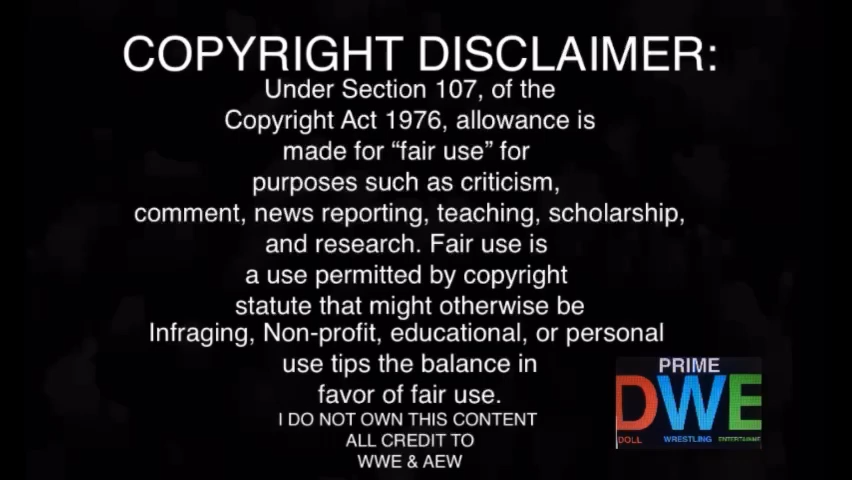 COPYRIGHT DISCLAIMER:
Under Section 107, of the
Copyright Act 1976, allowance is
made for “fair use” for
purposes such as criticism,
comment, news reporting, teaching, scholarship,
and research. Fair use is
a use permitted by copyright
statute that might otherwise be
Infraging, Non-profit, educational, or personal
use tips the balance in
favor of fair use.
I DO NOT OWN THIS CONTENT
ALL CREDIT TO
WWE & AEW
PRIME
DWE
DOLL WRESTLING